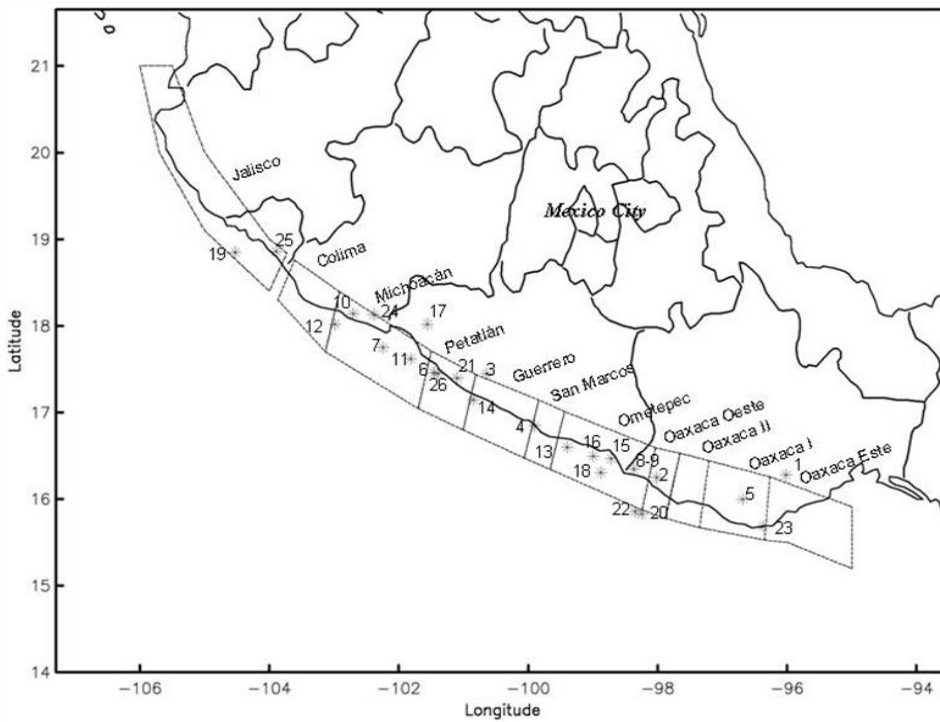 21
20
19
18
17
16
15
14
Latitude
-106
-104
-102
-100
-98
-96
-94
Longitude
Jalisco
Mexico City
19
25
Colima
Michoacán
10
24
17
12
7
11
Petatlán
6
26
21
3
Guerrero
14
San Marcos
4
13
Ometepec
16
15
18
8-9
Oaxaca Oeste
2
Oaxaca II
22
20
Oaxaca I
5
1
Oaxaca Este
23